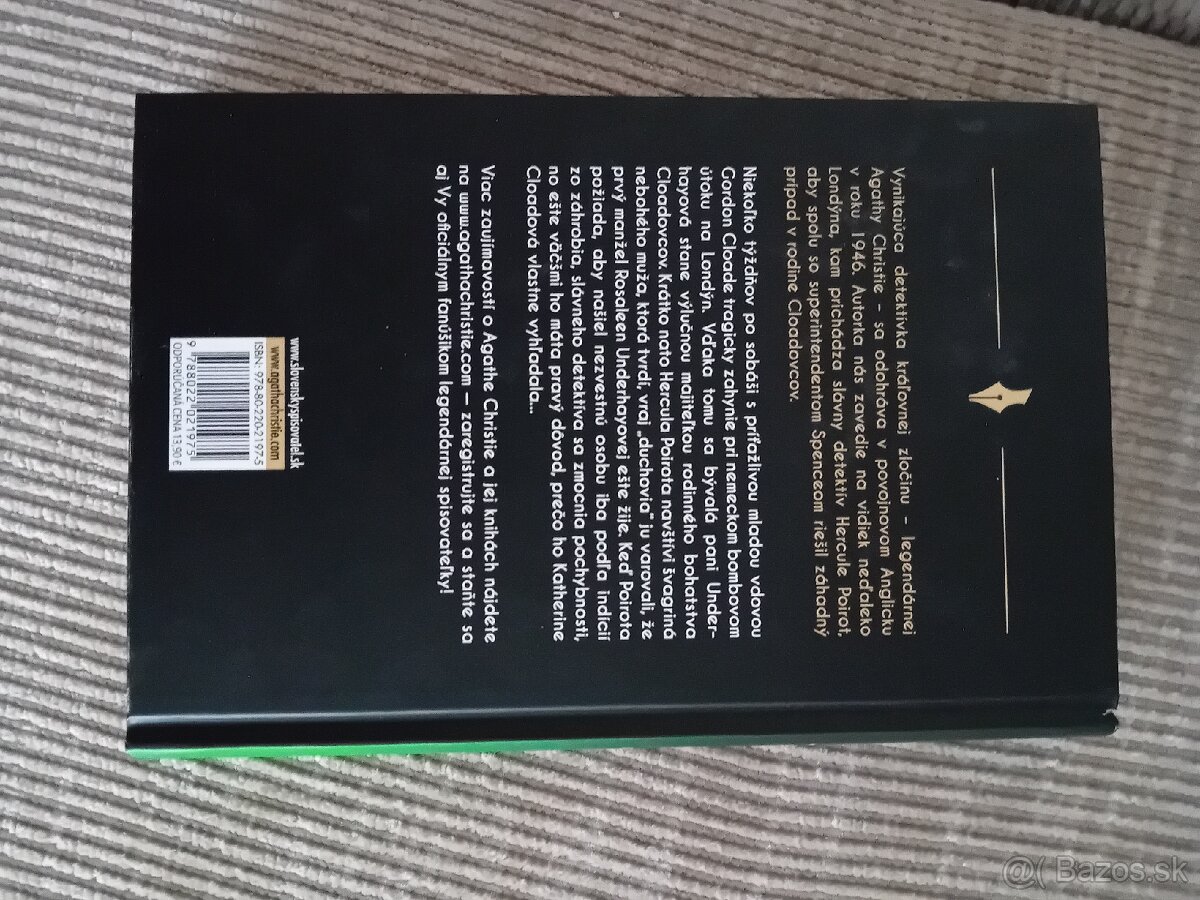 Vynikajúca detektívka kráľovnej zločinu – legendárnej
Agathy Christie – sa odohráva v povojnovom Anglicku
v roku 1946. Autorka nás zavedie na vidiek neďaleko
Londýna, kam prichádza slávny detektív Hercule Poirot,
aby spolu so superintendentom Spenceom riešil záhadný
prípad v rodine Cloadovcov.
Niekoľko týždňov po sobáši s príťažlivou mladou vdovou
Gordon Cloade tragicky zahynie pri nemeckom bombovom
útoku na Londýn. Vďaka tomu sa bývalá pani Under-
hayová stane výlučnou majiteľkou rodinného bohatstva
Cloadovcov. Krátko nato Hercula Poirota navštívi švagriná
nebohého muža, ktorá tvrdí, vraj „duchovia“ ju varovali, že
prvý manžel Rosaleen Underhayovej ešte žije. Keď Poirota
požiada, aby našiel nezvestnú osobu iba podľa indícií
zo záhrobia, slávneho detektíva sa zmocnia pochybnosti,
no ešte väčšmi ho máta pravý dôvod, prečo ho Katherine
Cloadová vlastne vyhľadala...
Viac zaujímavostí o Agathe Christie a jej knihách nájdete
na www.agathachristie.com – zaregistrujte sa a staňte sa
aj Vy oficiálnym fanúšikom legendárnej spisovateľky!
www.slovenskyspisovatel.sk
www.agathachristie.com
ISBN: 978-80-220-2197-5
9 788022 021975
ODPORÚČANÁ CENA 13,90 €
@( Bazos.sk